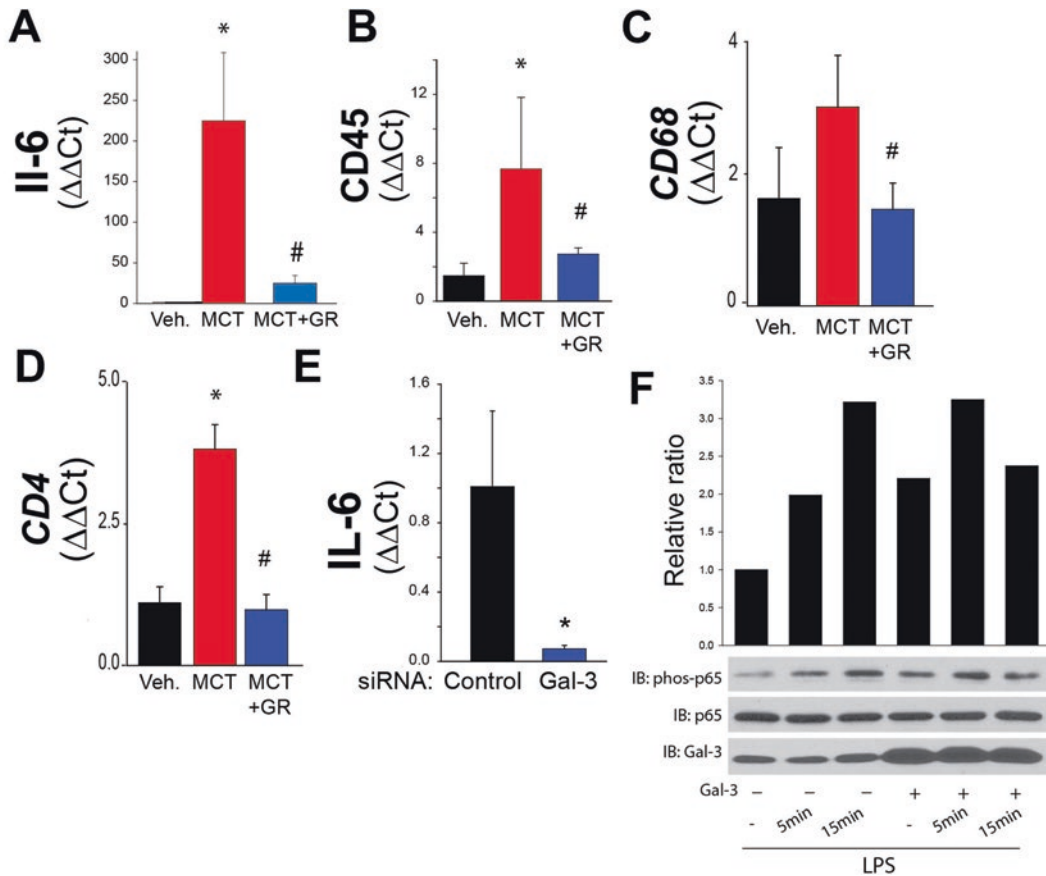 A
Il-6
(ΔΔCt)
300
250
200
150
100
50
0
*
#
Veh. MCT MCT+GR
B
CD45
(ΔΔCt)
12
8
4
0
*
#
Veh. MCT MCT
+GR
C
CD68
(ΔΔCt)
4
2
0
#
Veh. MCT MCT
+GR
D
CD4
(ΔΔCt)
5.0
2.5
0.0
*
#
Veh. MCT MCT
+GR
E
IL-6
(ΔΔCt)
1.6
1.2
0.8
0.4
0.0
*
siRNA: Control Gal-3
F
Relative ratio
3.5
3.0
2.5
2.0
1.5
1.0
0.5
0.0
IB: phos-p65
IB: p65
IB: Gal-3
Gal-3 – – – + + +
- 5min 15min - 5min 15min
LPS